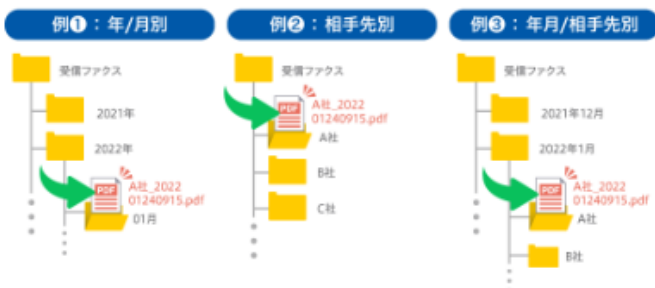 例❶：年/月別
受信ファクス
2021年
2022年
PDF
A社_2022
01240915.pdf
01月
例❷：相手先別
受信ファクス
PDF
A社_2022
01240915.pdf
A社
B社
C社
例❸：年月/相手先別
受信ファクス
2021年12月
2022年1月
PDF
A社_2022
01240915.pdf
A社
B社